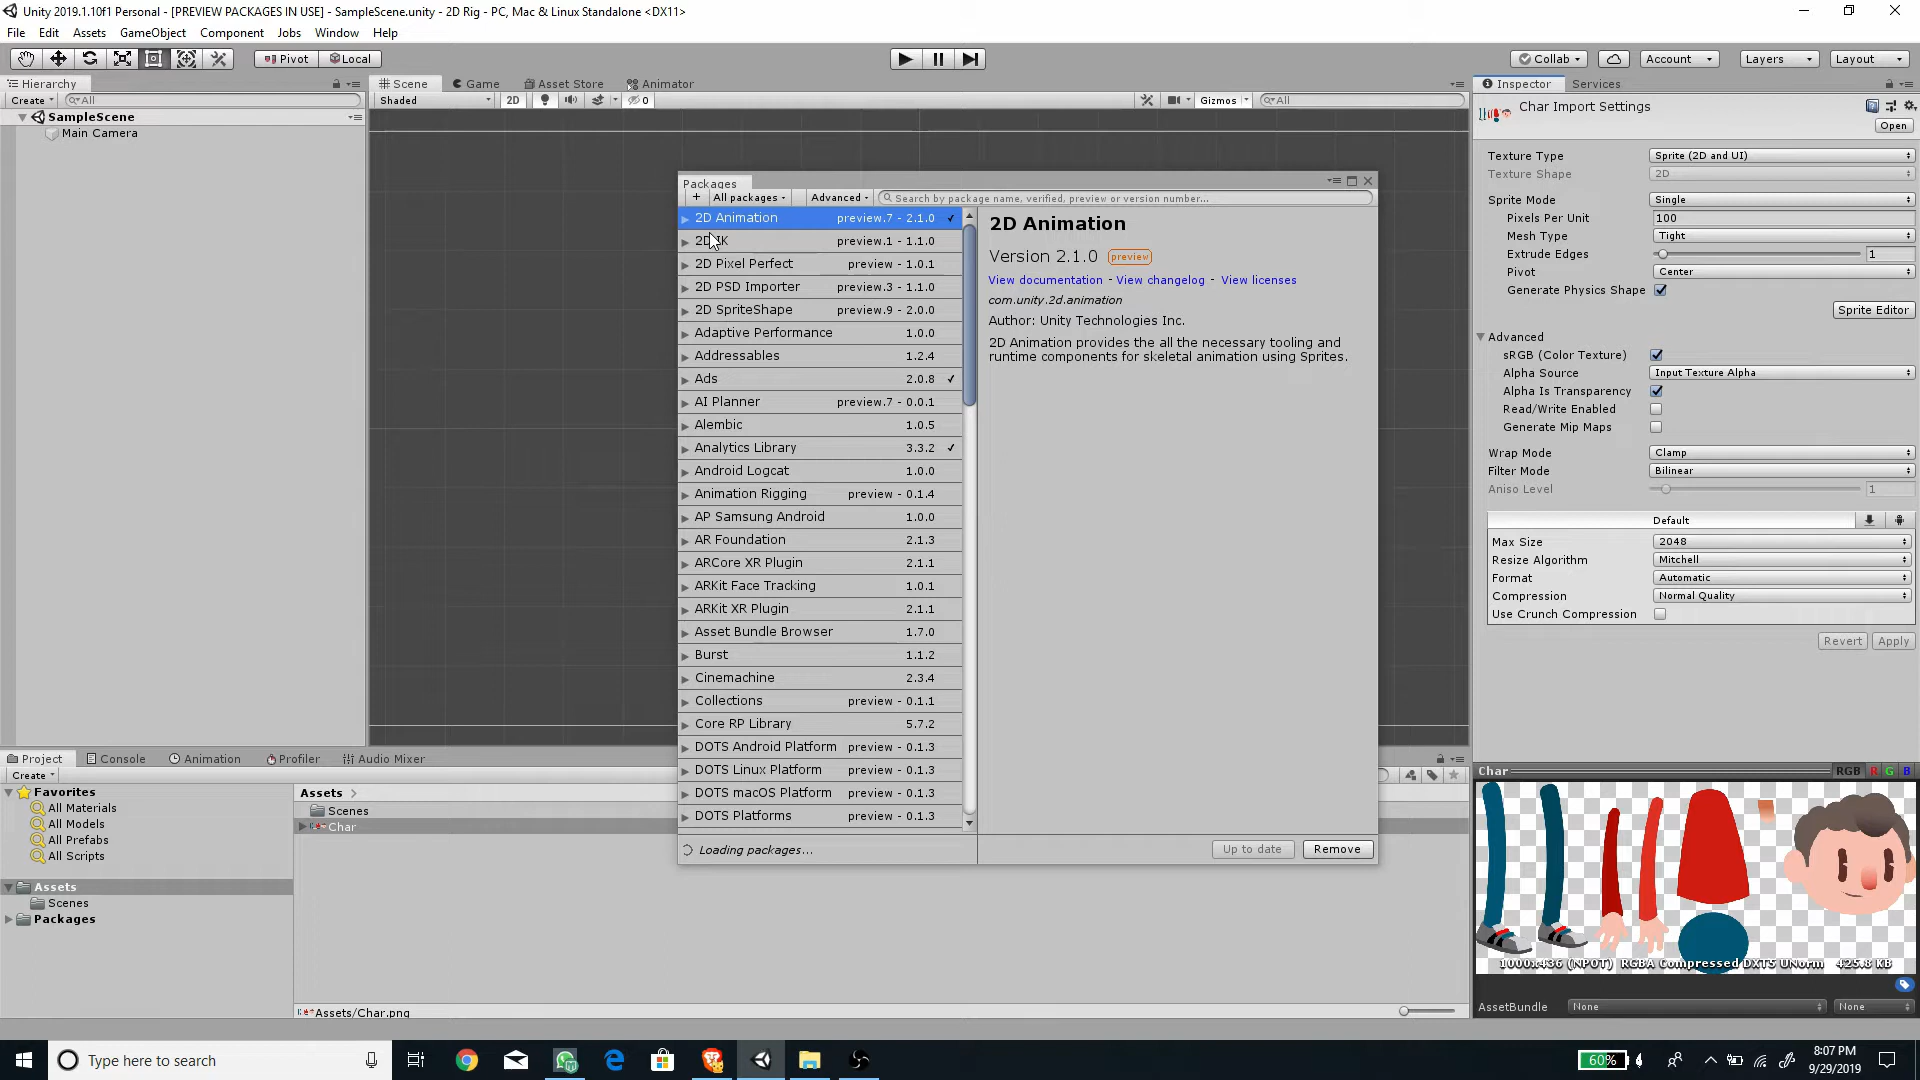 Unity 2019.1.10f1 Personal - [PREVIEW PACKAGES IN USE] - SampleScene.unity - 2D Rig - PC, Mac & Linux Standalone <DX11>
File Edit Assets GameObject Component Jobs Window Help
Pivot Local Collab Account Layers Layout
Hierarchy
Create All
SampleScene
Main Camera
Scene Game Asset Store Animator
Shaded 2D 0 Gizmos All
Packages
+ All packages Advanced Search by package name, verified, preview or version number...
2D Animation preview.7 - 2.1.0 ✓
2D IK preview.1 - 1.1.0
2D Pixel Perfect preview - 1.0.1
2D PSD Importer preview.3 - 1.1.0
2D SpriteShape preview.9 - 2.0.0
Adaptive Performance 1.0.0
Addressables 1.2.4
Ads 2.0.8 ✓
AI Planner preview.7 - 0.0.1
Alembic 1.0.5
Analytics Library 3.3.2 ✓
Android Logcat 1.0.0
Animation Rigging preview - 0.1.4
AP Samsung Android 1.0.0
AR Foundation 2.1.3
ARCore XR Plugin 2.1.1
ARKit Face Tracking 1.0.1
ARKit XR Plugin 2.1.1
Asset Bundle Browser 1.7.0
Burst 1.1.2
Cinemachine 2.3.4
Collections preview - 0.1.1
Core RP Library 5.7.2
DOTS Android Platform preview - 0.1.3
DOTS Linux Platform preview - 0.1.3
DOTS macOS Platform preview - 0.1.3
DOTS Platforms preview - 0.1.3
Loading packages...
2D Animation
Version 2.1.0 preview
View documentation - View changelog - View licenses
com.unity.2d.animation
Author: Unity Technologies Inc.
2D Animation provides the all the necessary tooling and
runtime components for skeletal animation using Sprites.
Up to date Remove
Inspector Services
Char Import Settings
Open
Texture Type Sprite (2D and UI)
Texture Shape 2D
Sprite Mode Single
Pixels Per Unit 100
Mesh Type Tight
Extrude Edges 1
Pivot Center
Generate Physics Shape
Sprite Editor
Advanced
sRGB (Color Texture)
Alpha Source Input Texture Alpha
Alpha Is Transparency
Read/Write Enabled
Generate Mip Maps
Wrap Mode Clamp
Filter Mode Bilinear
Aniso Level 1
Default
Max Size 2048
Resize Algorithm Mitchell
Format Automatic
Compression Normal Quality
Use Crunch Compression
Revert Apply
Project Console Animation Profiler Audio Mixer
Create
Favorites
All Materials
All Models
All Prefabs
All Scripts
Assets
Scenes
Packages
Assets
Scenes
Char
Assets/Char.png
Char RGB R G B
1000x436 (NPOT) RGBA Compressed DXT5 UNorm 425.8 KB
AssetBundle None None
Type here to search
60%
8:07 PM
9/29/2019